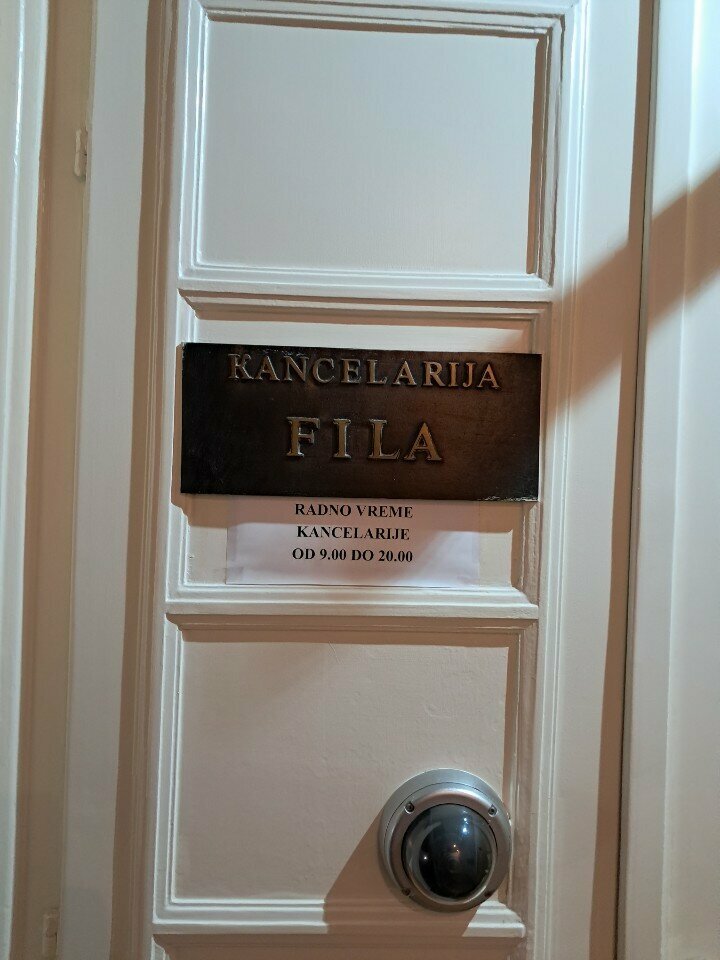 KANCELARIJA
FILA
RADNO VREME
KANCELARIJE
OD 9.00 DO 20.00